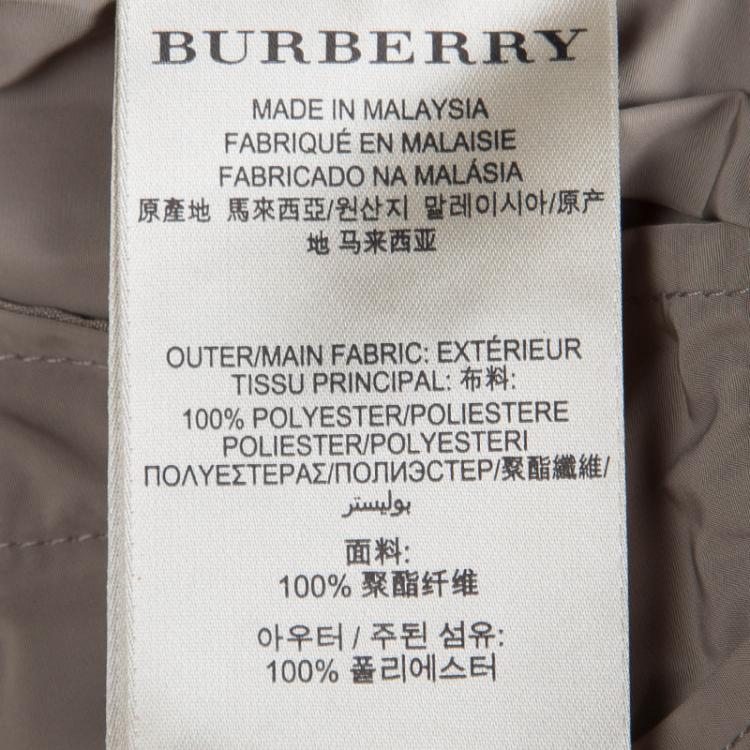 BURBERRY
MADE IN MALAYSIA
FABRIQUÉ EN MALAISIE
FABRICADO NA MALÁSIA
原產地 馬來西亞/원산지 말레이시아/原产
地 马来西亚
OUTER/MAIN FABRIC: EXTÉRIEUR
TISSU PRINCIPAL: 布料:
100% POLYESTER/POLIESTERE
POLIESTER/POLYESTERI
ΠΟΛΥΕΣΤΕΡΑΣ/ПОЛИЭСТЕР/聚酯纖維/
بوليستر
面料:
100% 聚酯纤维
아우터 / 주된 섬유:
100% 폴리에스터